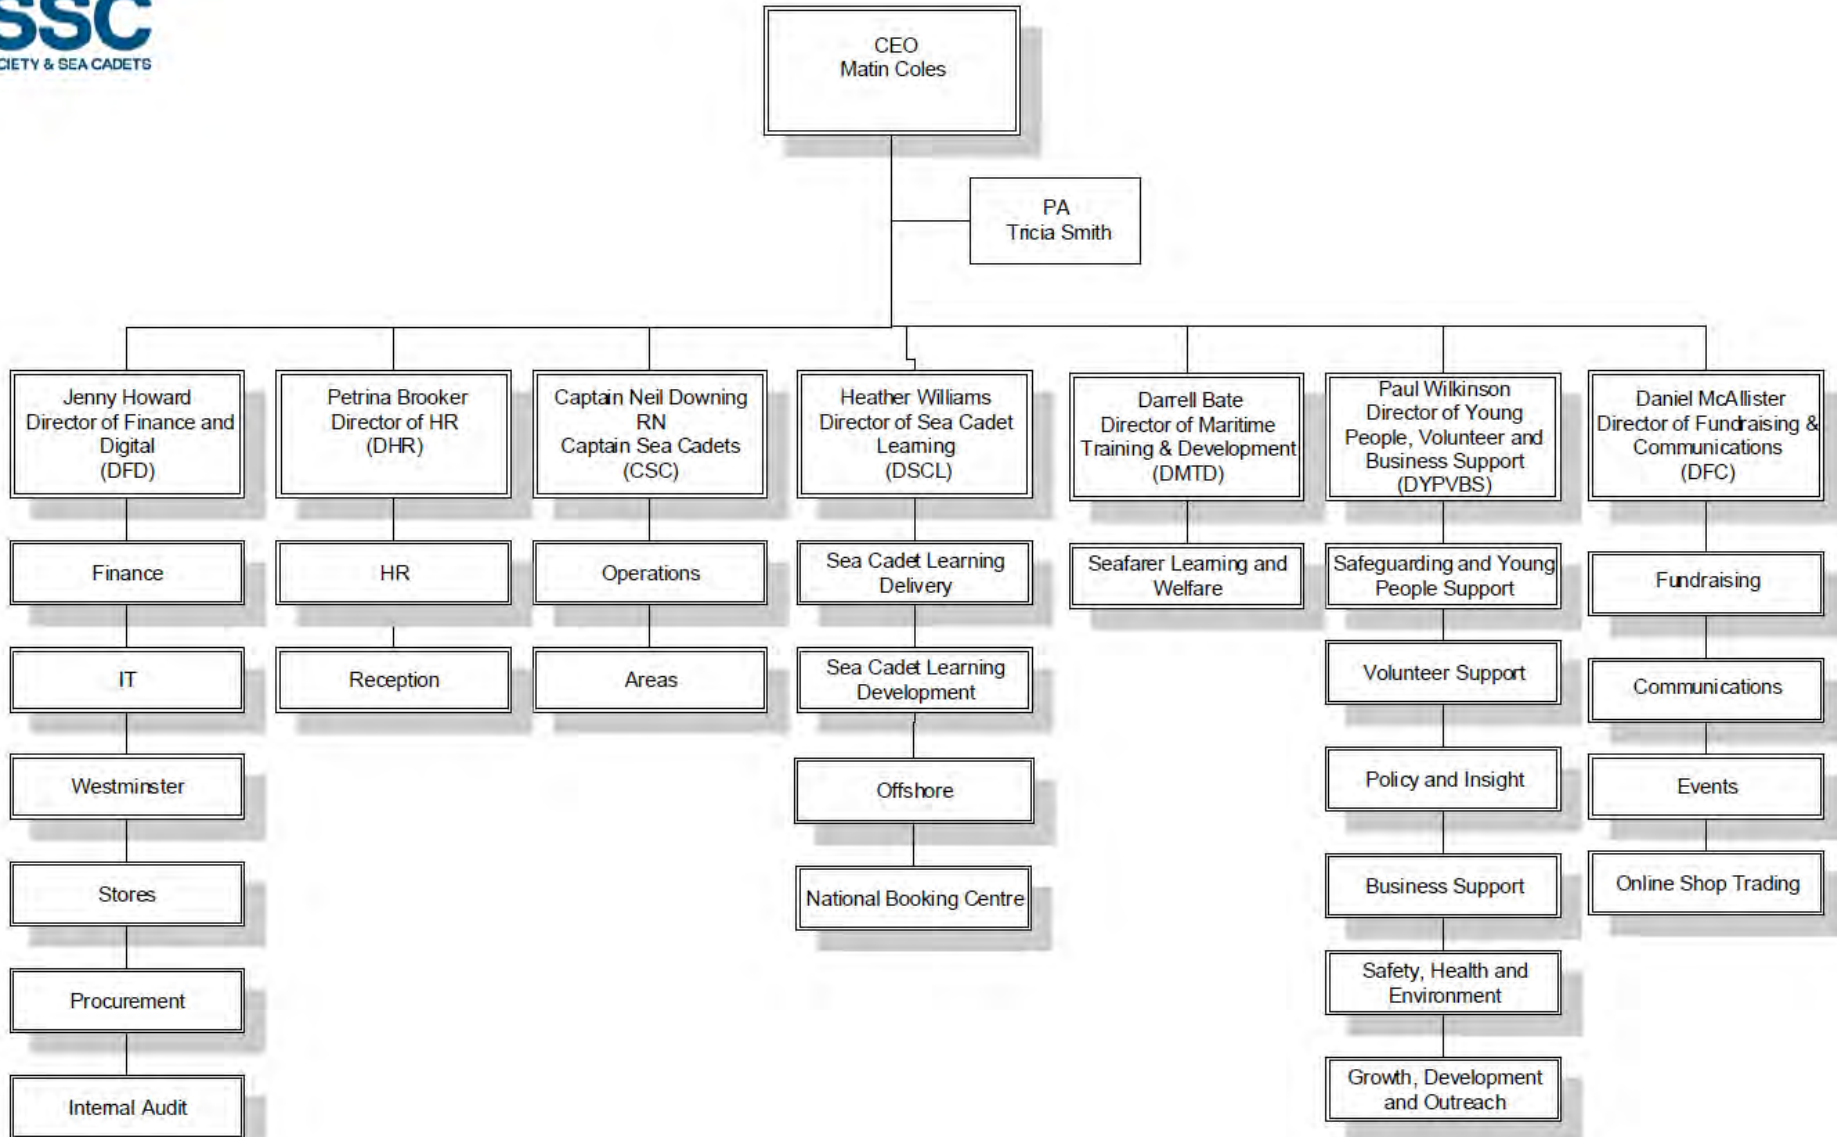 SSC
CIETY & SEA CADETS
CEO
Matin Coles
PA
Tricia Smith
Jenny Howard
Director of Finance and
Digital
(DFD)
Petrina Brooker
Director of HR
(DHR)
Captain Neil Downing
RN
Captain Sea Cadets
(CSC)
Heather Williams
Director of Sea Cadet
Learning
(DSCL)
Darrell Bate
Director of Maritime
Training & Development
(DMTD)
Paul Wilkinson
Director of Young
People, Volunteer and
Business Support
(DYPVBS)
Daniel McAllister
Director of Fundraising &
Communications
(DFC)
Finance
IT
Westminster
Stores
Procurement
Internal Audit
HR
Reception
Operations
Areas
Sea Cadet Learning
Delivery
Sea Cadet Learning
Development
Offshore
National Booking Centre
Seafarer Learning and
Welfare
Safeguarding and Young
People Support
Volunteer Support
Policy and Insight
Business Support
Safety, Health and
Environment
Growth, Development
and Outreach
Fundraising
Communications
Events
Online Shop Trading